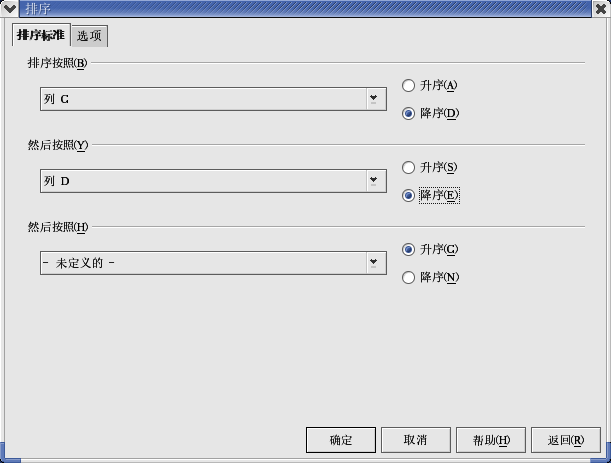 排序
排序标准 选项
排序按照(B)
列 C
升序(A)
降序(D)
然后按照(Y)
列 D
升序(S)
降序(E)
然后按照(H)
- 未定义的 -
升序(C)
降序(N)
确定 取消 帮助(H) 返回(R)